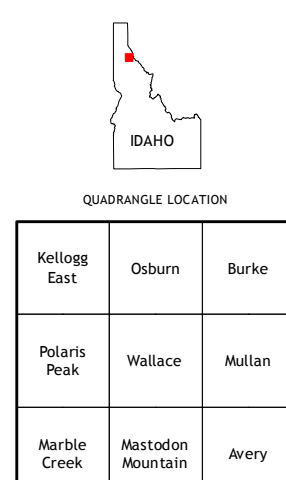 IDAHO
QUADRANGLE LOCATION
Kellogg
East
Osburn
Burke
Polaris
Peak
Wallace
Mullan
Marble
Creek
Mastodon
Mountain
Avery